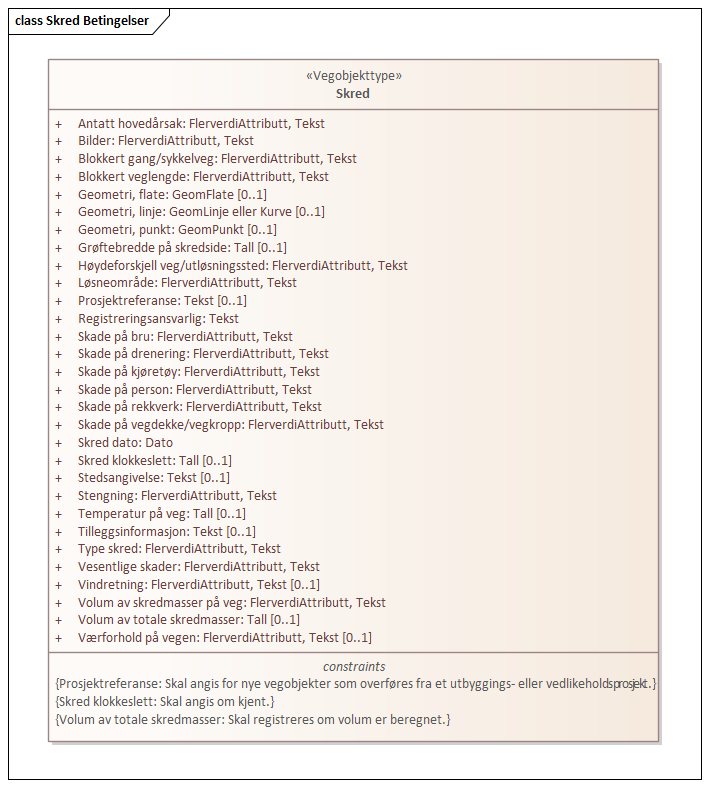 class Skred Betingelser
«Vegobjekttype»
Skred
+ Antatt hovedårsak: FlerverdiAttributt, Tekst
+ Bilder: FlerverdiAttributt, Tekst
+ Blokkert gang/sykkelveg: FlerverdiAttributt, Tekst
+ Blokkert veglengde: FlerverdiAttributt, Tekst
+ Geometri, flate: GeomFlate [0..1]
+ Geometri, linje: GeomLinje eller Kurve [0..1]
+ Geometri, punkt: GeomPunkt [0..1]
+ Grøftebredde på skredside: Tall [0..1]
+ Høydeforskjell veg/utløsningssted: FlerverdiAttributt, Tekst
+ Løsneområde: FlerverdiAttributt, Tekst
+ Prosjektreferanse: Tekst [0..1]
+ Registreringsansvarlig: Tekst
+ Skade på bru: FlerverdiAttributt, Tekst
+ Skade på drenering: FlerverdiAttributt, Tekst
+ Skade på kjøretøy: FlerverdiAttributt, Tekst
+ Skade på person: FlerverdiAttributt, Tekst
+ Skade på rekkverk: FlerverdiAttributt, Tekst
+ Skade på vegdekke/vegkropp: FlerverdiAttributt, Tekst
+ Skred dato: Dato
+ Skred klokkeslett: Tall [0..1]
+ Stedsangivelse: Tekst [0..1]
+ Stengning: FlerverdiAttributt, Tekst
+ Temperatur på veg: Tall [0..1]
+ Tilleggsinformasjon: Tekst [0..1]
+ Type skred: FlerverdiAttributt, Tekst
+ Vesentlige skader: FlerverdiAttributt, Tekst
+ Vindretning: FlerverdiAttributt, Tekst [0..1]
+ Volum av skredmasser på veg: FlerverdiAttributt, Tekst
+ Volum av totale skredmasser: Tall [0..1]
+ Værforhold på vegen: FlerverdiAttributt, Tekst [0..1]
constraints
{Prosjektreferanse: Skal angis for nye vegobjekter som overføres fra et utbyggings- eller vedlikeholdsprosjekt.}
{Skred klokkeslett: Skal angis om kjent.}
{Volum av totale skredmasser: Skal registreres om volum er beregnet.}